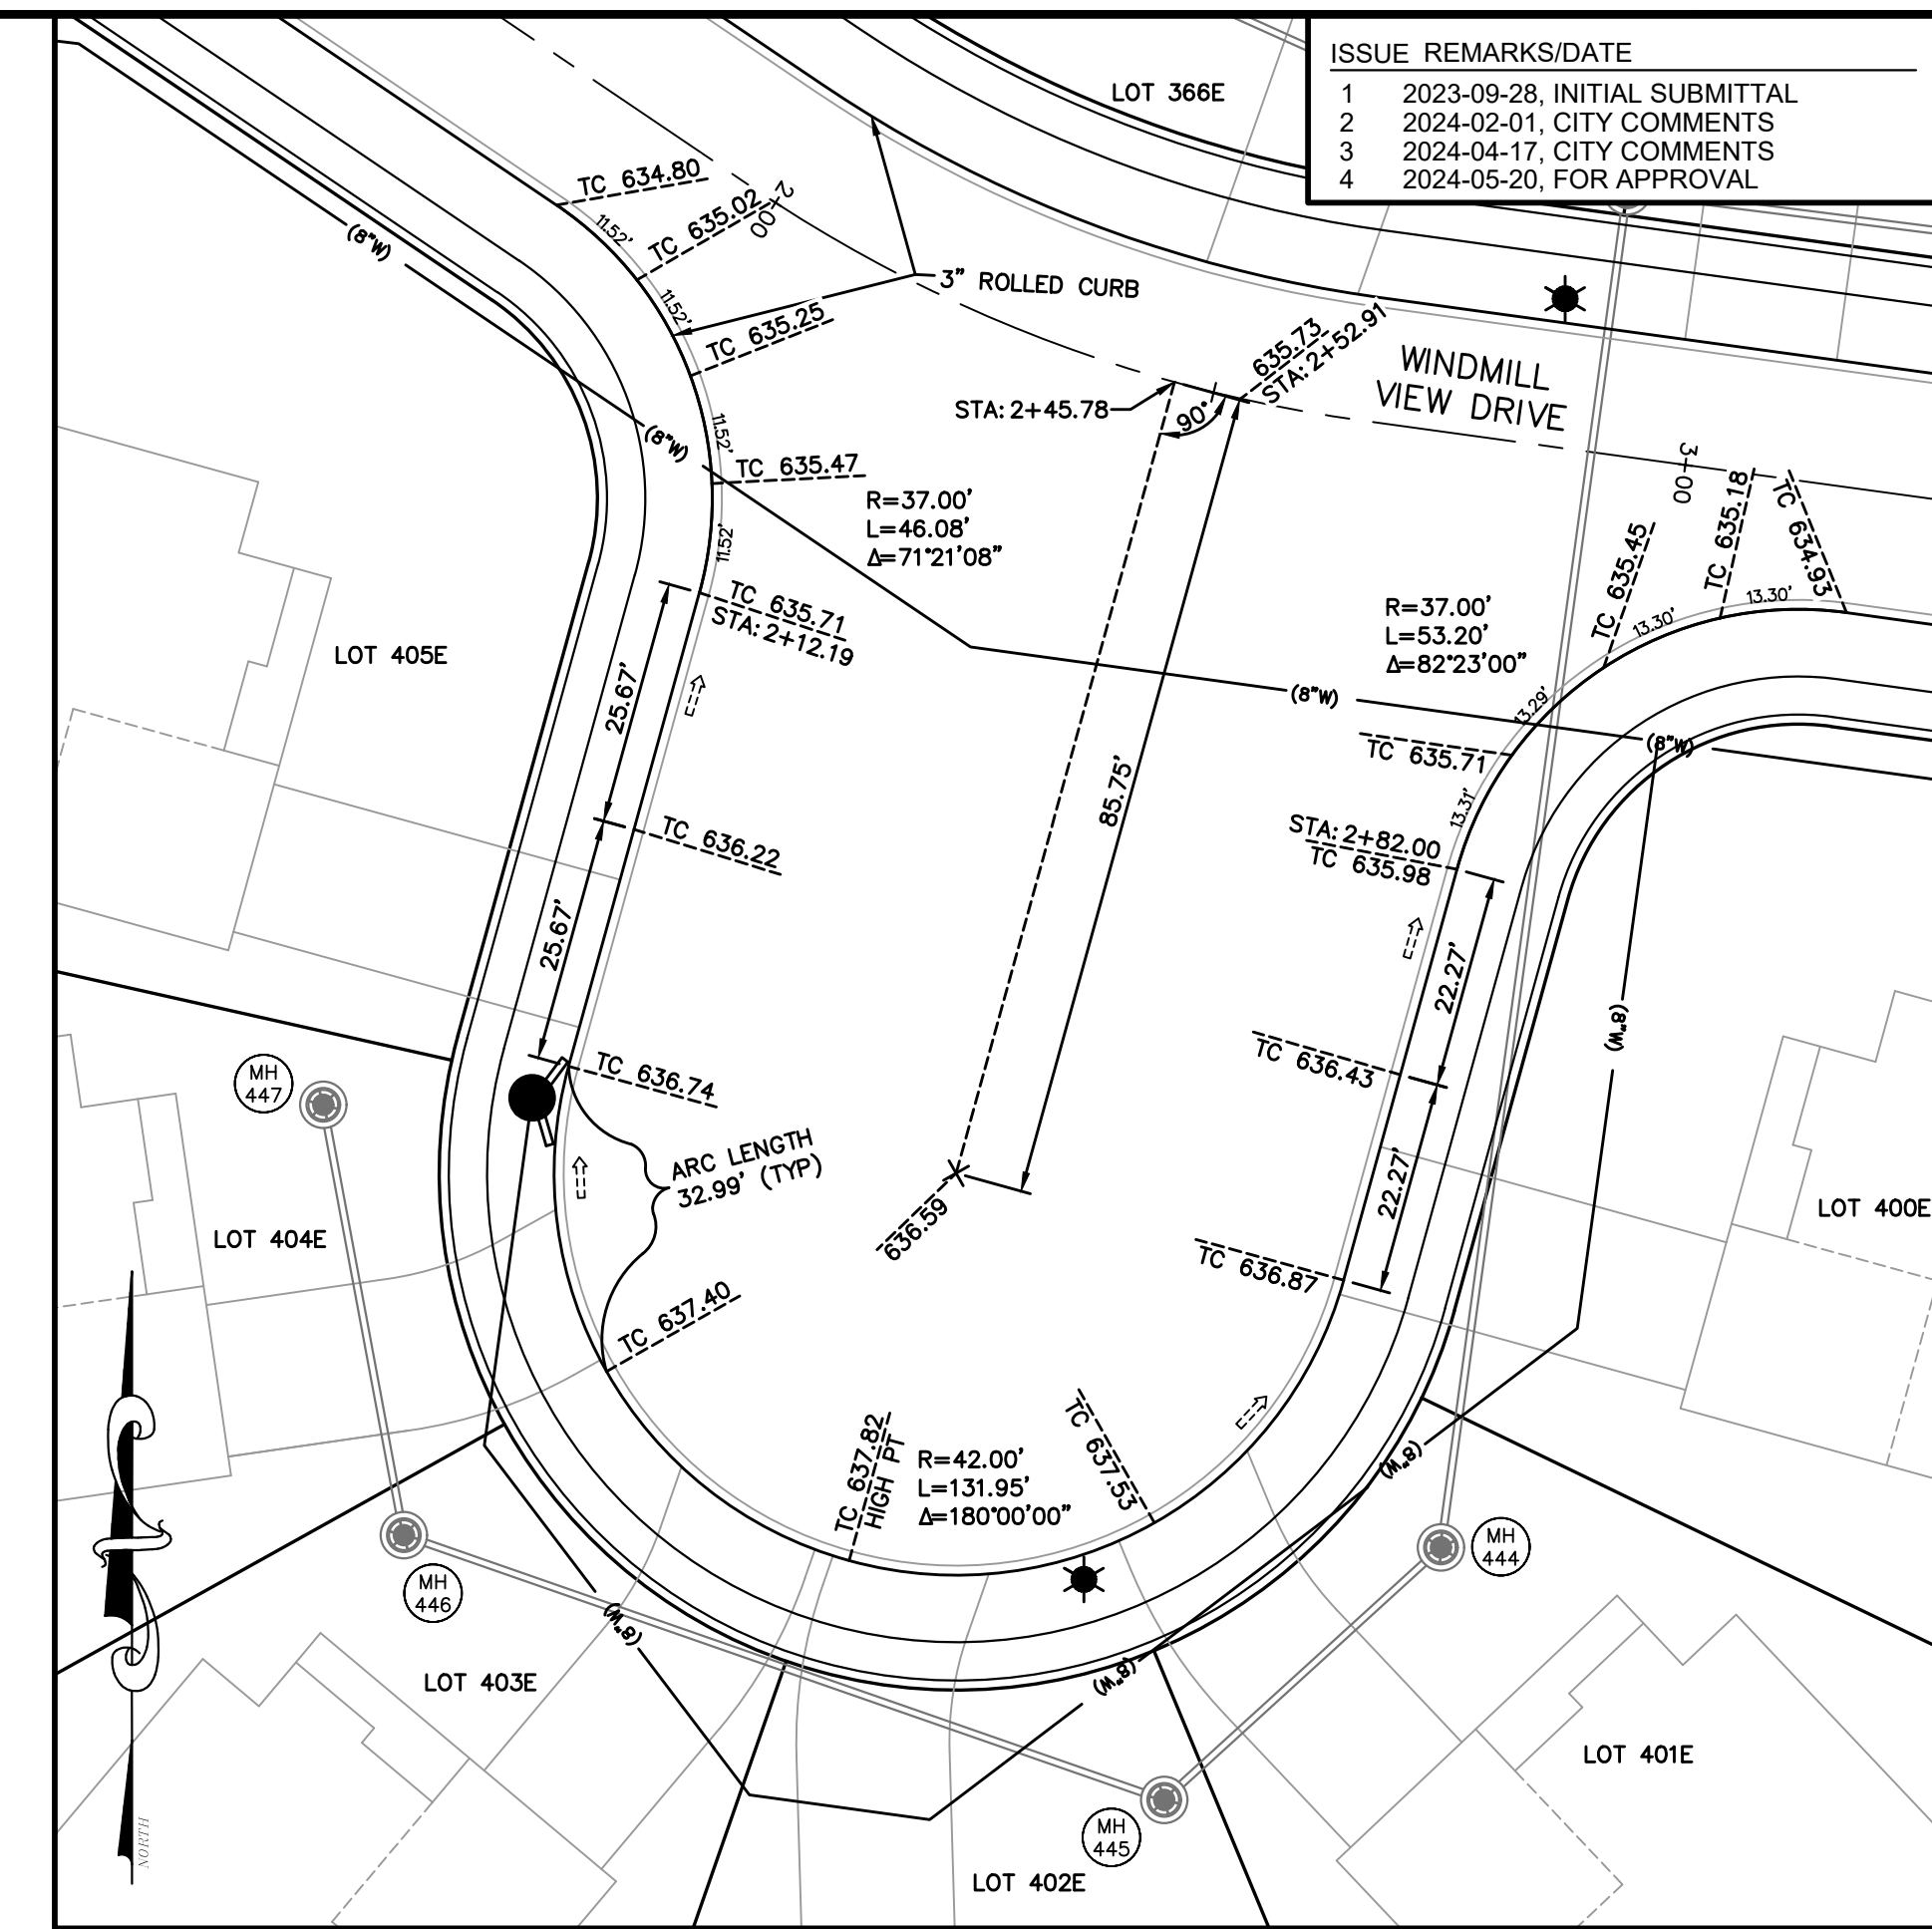 ISSUE REMARKS/DATE
1 2023-09-28, INITIAL SUBMITTAL
2 2024-02-01, CITY COMMENTS
3 2024-04-17, CITY COMMENTS
4 2024-05-20, FOR APPROVAL
LOT 366E
TC 634.80
11.52'
TC 635.02
2+00
(8"W)
11.52'
TC 635.25
3" ROLLED CURB
635.73
STA: 2+52.91
WINDMILL
VIEW DRIVE
STA: 2+45.78
90°
11.52'
(8"W)
TC 635.47
R=37.00'
L=46.08'
Δ=71°21'08"
11.52'
3+00
TC 635.18
TC 634.93
TC 635.45
13.30'
13.30'
R=37.00'
L=53.20'
Δ=82°23'00"
TC 635.71
STA: 2+12.19
LOT 405E
25.67'
(8"W)
13.29'
(8"W)
TC 635.71
85.75'
13.31'
TC 636.22
STA: 2+82.00
TC 635.98
25.67'
22.27'
(8"W)
TC 636.43
TC 636.74
MH
447
ARC LENGTH
32.99' (TYP)
22.27'
636.59
LOT 404E
LOT 400E
TC 636.87
TC 637.40
TC 637.82
HIGH PT
R=42.00'
L=131.95'
Δ=180°00'00"
TC 637.53
(8"W)
MH
444
MH
446
(8"W)
(8"W)
LOT 403E
LOT 401E
MH
445
LOT 402E
NORTH